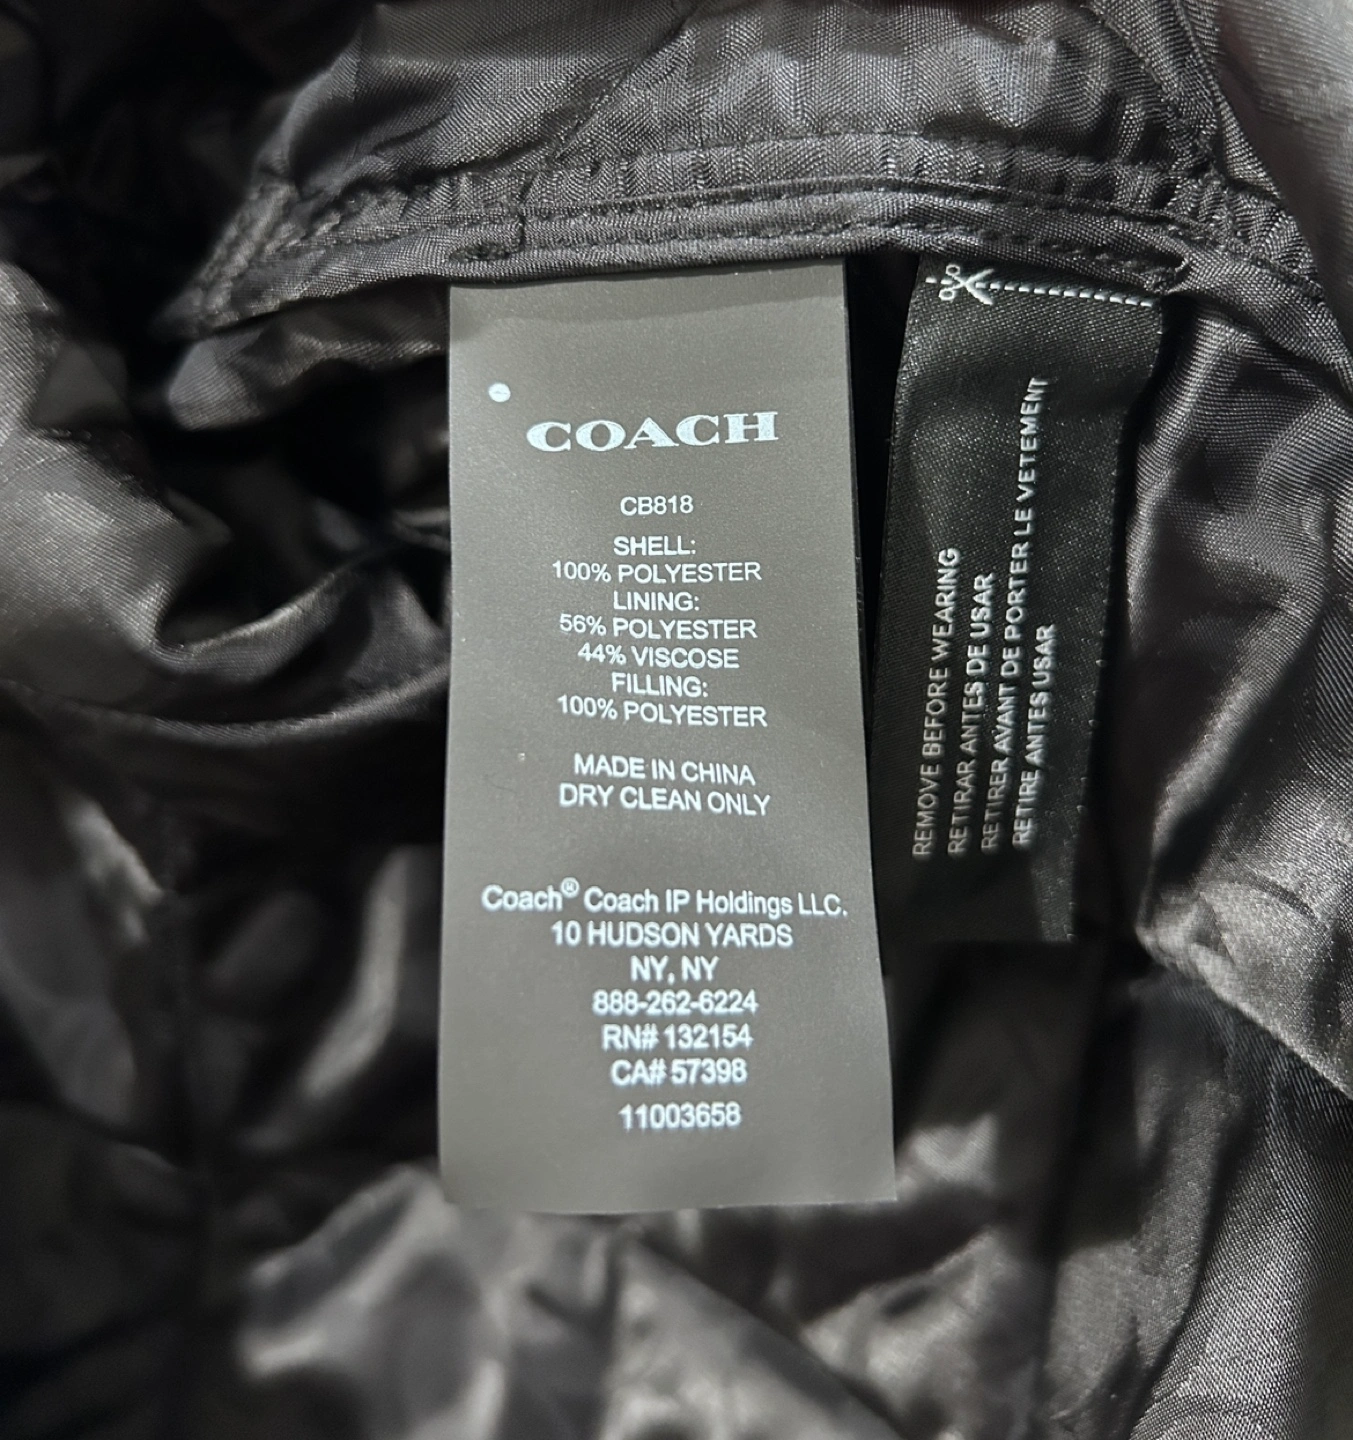 COACH
CB818
SHELL:
100% POLYESTER
LINING:
56% POLYESTER
44% VISCOSE
FILLING:
100% POLYESTER
MADE IN CHINA
DRY CLEAN ONLY
Coach® Coach IP Holdings LLC.
10 HUDSON YARDS
NY, NY
888-262-6224
RN# 132154
CA# 57398
11003658
REMOVE BEFORE WEARING
RETIRAR ANTES DE USAR
RETIRER AVANT DE PORTER LE VETEMENT
RETIRE ANTES USAR